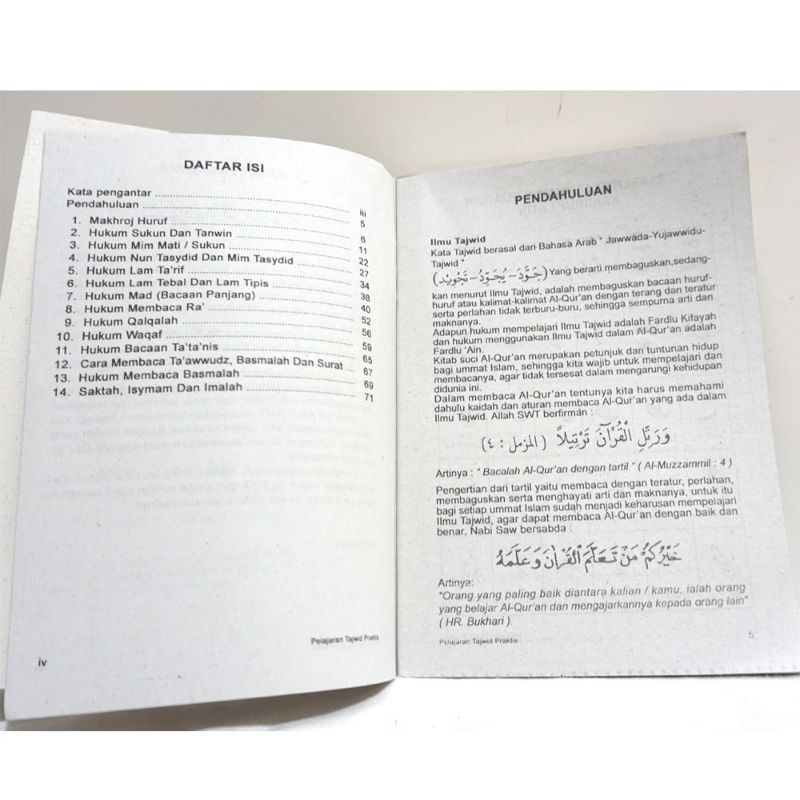 DAFTAR ISI
Kata pengantar ........ iii
Pendahuluan ........ 5
1. Makhroj Huruf ........ 6
2. Hukum Sukun Dan Tanwin ........ 11
3. Hukum Mim Mati / Sukun ........ 22
4. Hukum Nun Tasydid Dan Mim Tasydid ........ 27
5. Hukum Lam Ta'rif ........ 34
6. Hukum Lam Tebal Dan Lam Tipis ........ 38
7. Hukum Mad (Bacaan Panjang) ........ 40
8. Hukum Membaca Ra' ........ 52
9. Hukum Qalqalah ........ 56
10. Hukum Waqaf ........ 59
11. Hukum Bacaan Ta'ta'nis ........ 65
12. Cara Membaca Ta'awwudz, Basmalah Dan Surat ........ 67
13. Hukum Membaca Basmalah ........ 69
14. Saktah, Isymam Dan Imalah ........ 71
Pelajaran Tajwid Praktis
iv
PENDAHULUAN
Ilmu Tajwid
Kata Tajwid berasal dari Bahasa Arab " Jawwada-Yujawwidu-
Tajwid "
(جَوَّدَ - يُجَوِّدُ - تَجْوِيْدٌ) Yang berarti membaguskan,sedang-
kan menurut Ilmu Tajwid, adalah membaguskan bacaan huruf-
huruf atau kalimat-kalimat Al-Qur'an dengan terang dan teratur
serta perlahan tidak terburu-buru, sehingga sempurna arti dan
maknanya.
Adapun hukum mempelajari Ilmu Tajwid adalah Fardlu Kifayah
dan hukum menggunakan Ilmu Tajwid dalam Al-Qur'an adalah
Fardlu 'Ain.
Kitab suci Al-Qur'an merupakan petunjuk dan tuntunan hidup
bagi ummat Islam, sehingga kita wajib untuk mempelajari dan
membacanya, agar tidak tersesat dalam mengarungi kehidupan
didunia ini.
Dalam membaca Al-Qur'an tentunya kita harus memahami
dahulu kaidah dan aturan membaca Al-Qur'an yang ada dalam
Ilmu Tajwid. Allah SWT berfirman :
وَرَتِّلِ الْقُرْآنَ تَرْتِيْلاً (المزمل : ٤)
Artinya : " Bacalah Al-Qur'an dengan tartil " ( Al-Muzzammil : 4 )
Pengertian dari tartil yaitu membaca dengan teratur, perlahan,
membaguskan serta menghayati arti dan maknanya, untuk itu
bagi setiap ummat Islam sudah menjadi keharusan mempelajari
Ilmu Tajwid, agar dapat membaca Al-Qur'an dengan baik dan
benar, Nabi Saw bersabda :
خَيْرُكُمْ مَنْ تَعَلَّمَ الْقُرْانَ وَعَلَّمَهُ
Artinya:
"Orang yang paling baik diantara kalian / kamu. ialah orang
yang belajar Al-Qur'an dan mengajarkannya kepada orang lain"
( HR. Bukhari ).
Pelajaran Tajwid Praktis
5